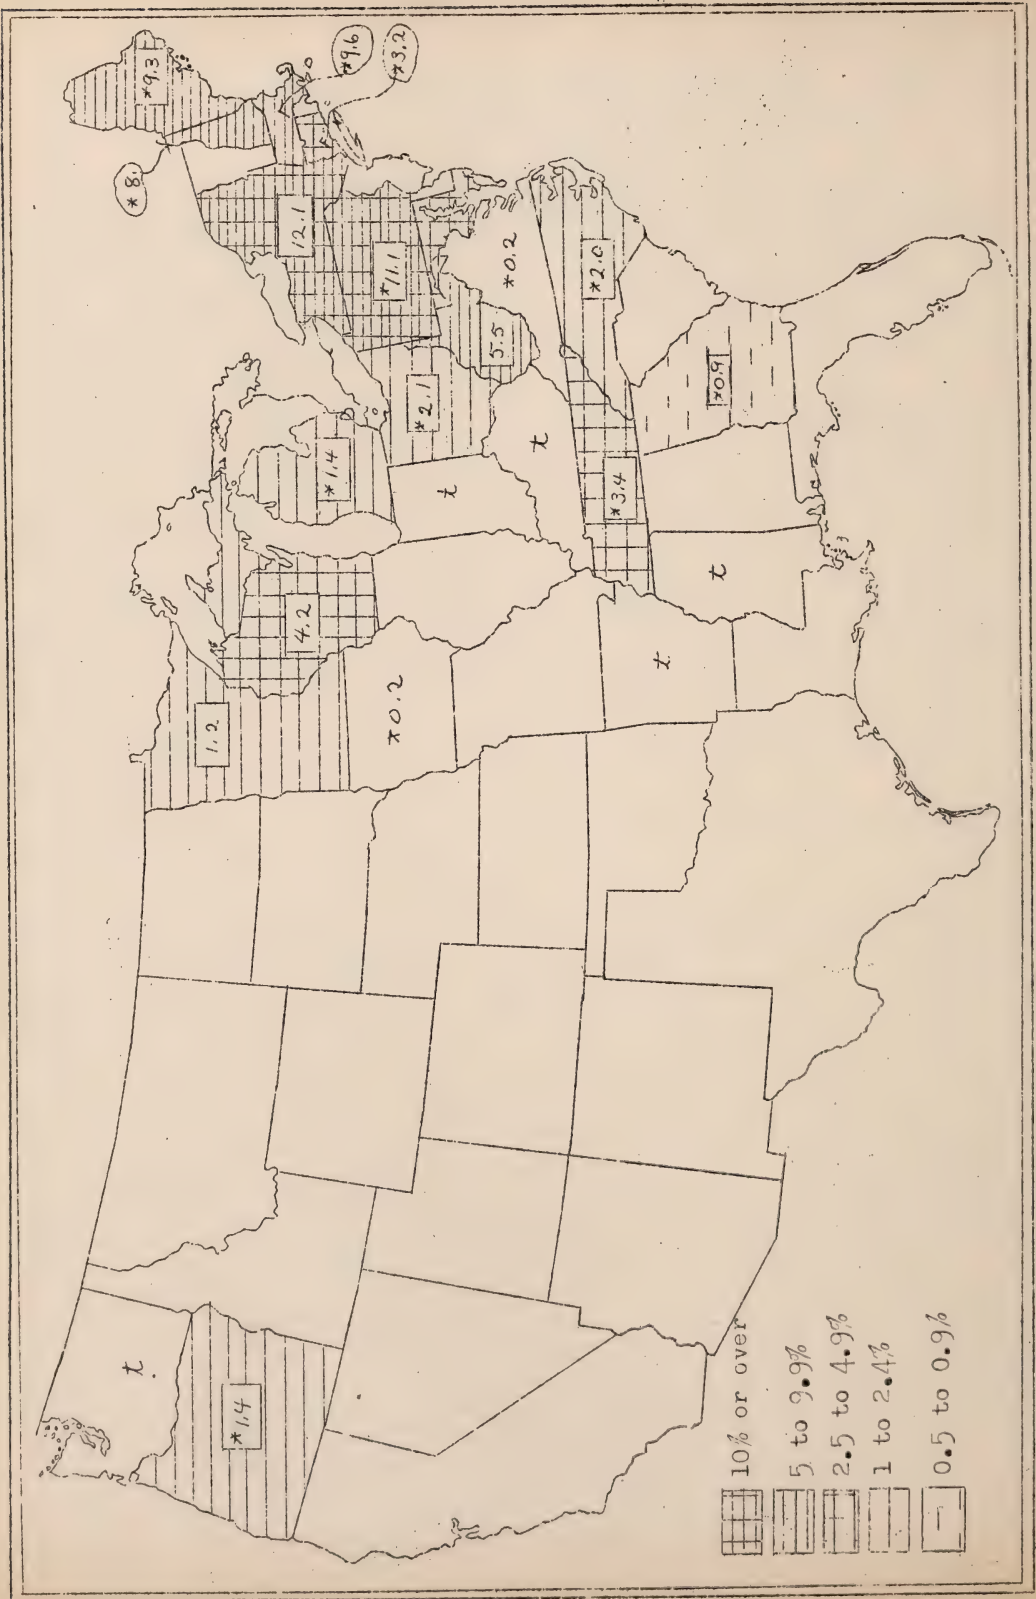 t
*1.4
1.2
4.2
*0.2
*1.4
t
*2.1
t
5.5
*11.1
12.1
* 8.
*9.3
*9.6
*3.2
*0.2
*2.0
*3.4
*0.9
t
t
10% or over
5 to 9.9%
2.5 to 4.9%
1 to 2.4%
0.5 to 0.9%